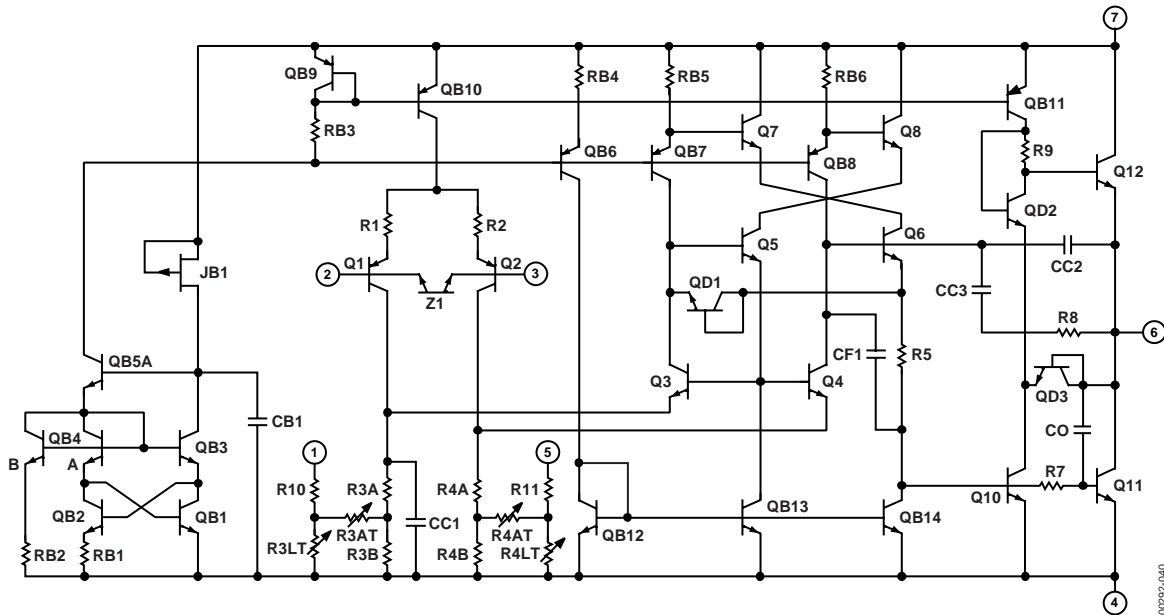 7
QB9
QB10
RB4
RB5
RB6
QB11
RB3
Q7
Q8
R9
QB6
QB7
QB8
Q12
QD2
R1
R2
Q5
Q6
JB1
2
Q1
Q2
3
Z1
CC2
QD1
CC3
R8
6
QB5A
CF1
R5
Q3
Q4
CB1
QD3
QB4
QB3
B
A
1
5
CO
R10
R3A
R4A
R11
R7
Q10
Q11
QB2
QB1
R3AT
CC1
R4AT
QB12
QB13
QB14
RB2
RB1
R3LT
R3B
R4B
R4LT
4
00292-040